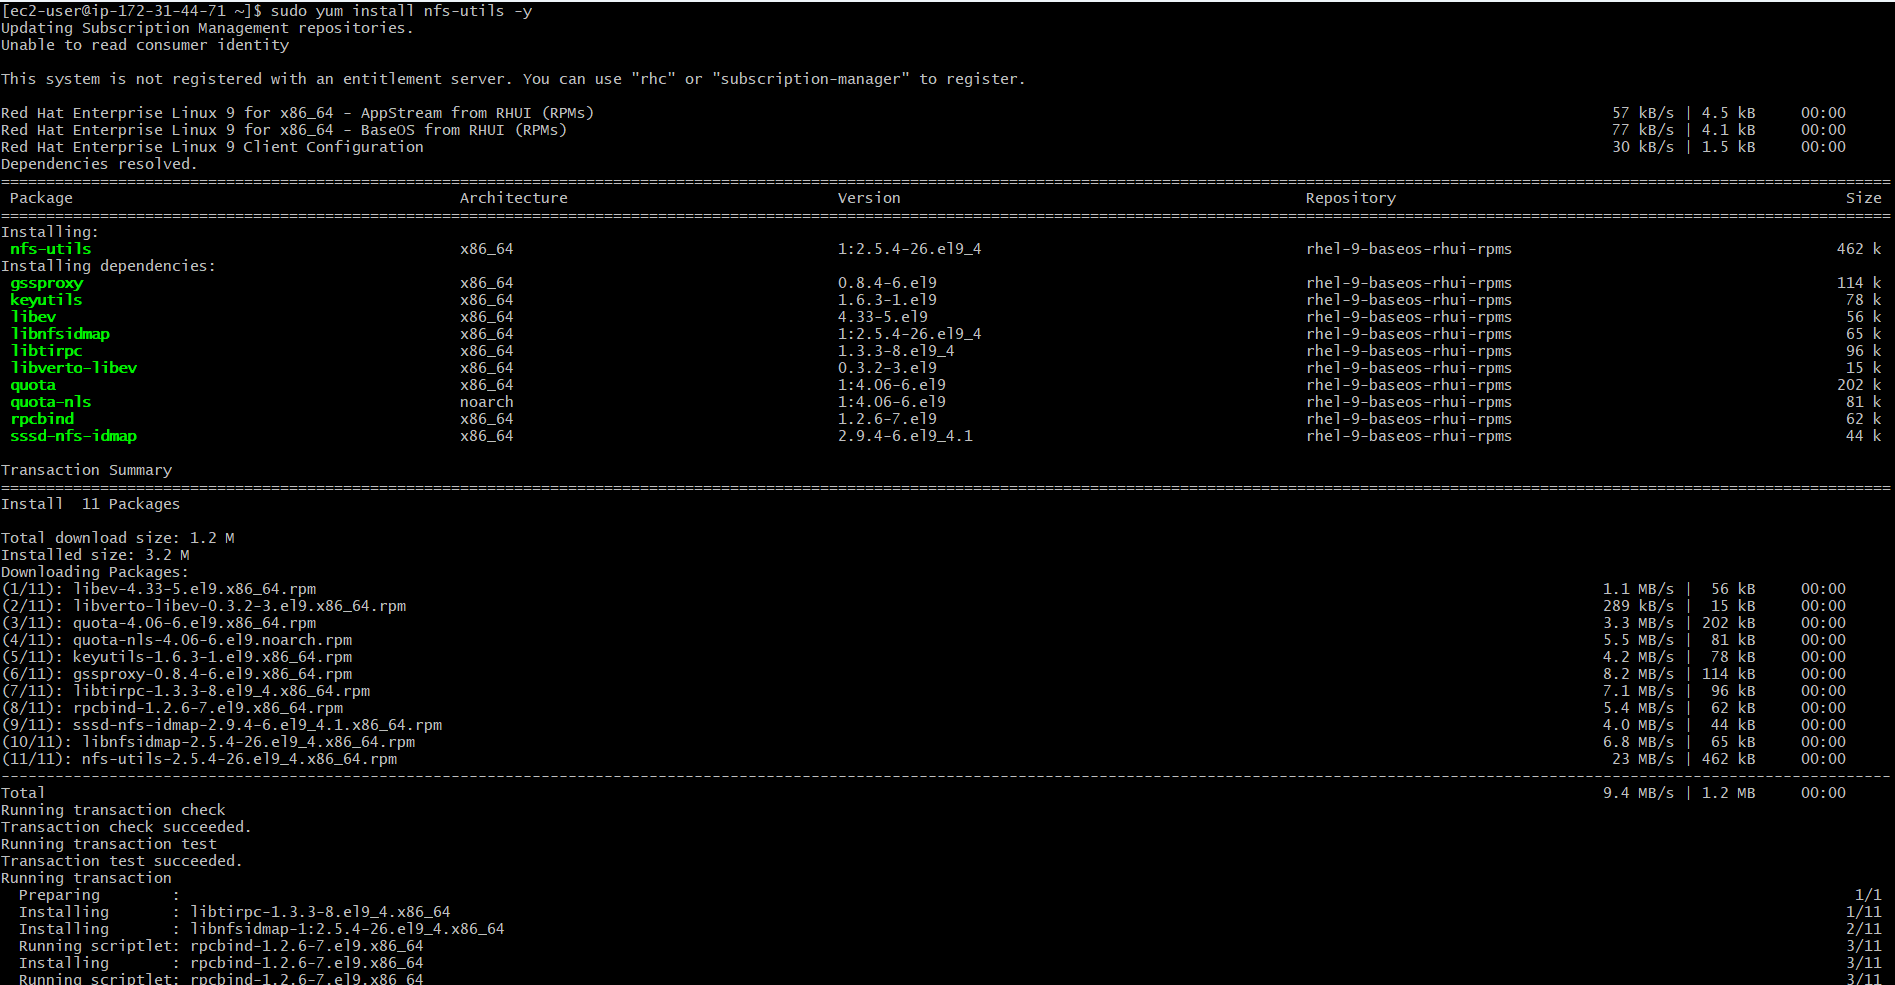 [ec2-user@ip-172-31-44-71 ~]$ sudo yum install nfs-utils -y
Updating Subscription Management repositories.
Unable to read consumer identity
This system is not registered with an entitlement server. You can use "rhc" or "subscription-manager" to register.
Red Hat Enterprise Linux 9 for x86_64 - AppStream from RHUI (RPMs) 57 kB/s | 4.5 kB 00:00
Red Hat Enterprise Linux 9 for x86_64 - BaseOS from RHUI (RPMs) 77 kB/s | 4.1 kB 00:00
Red Hat Enterprise Linux 9 Client Configuration 30 kB/s | 1.5 kB 00:00
Dependencies resolved.
Package Architecture Version Repository Size
Installing:
nfs-utils x86_64 1:2.5.4-26.el9_4 rhel-9-baseos-rhui-rpms 462 k
Installing dependencies:
gssproxy x86_64 0.8.4-6.el9 rhel-9-baseos-rhui-rpms 114 k
keyutils x86_64 1.6.3-1.el9 rhel-9-baseos-rhui-rpms 78 k
libev x86_64 4.33-5.el9 rhel-9-baseos-rhui-rpms 56 k
libnfsidmap x86_64 1:2.5.4-26.el9_4 rhel-9-baseos-rhui-rpms 65 k
libtirpc x86_64 1.3.3-8.el9_4 rhel-9-baseos-rhui-rpms 96 k
libverto-libev x86_64 0.3.2-3.el9 rhel-9-baseos-rhui-rpms 15 k
quota x86_64 1:4.06-6.el9 rhel-9-baseos-rhui-rpms 202 k
quota-nls noarch 1:4.06-6.el9 rhel-9-baseos-rhui-rpms 81 k
rpcbind x86_64 1.2.6-7.el9 rhel-9-baseos-rhui-rpms 62 k
sssd-nfs-idmap x86_64 2.9.4-6.el9_4.1 rhel-9-baseos-rhui-rpms 44 k
Transaction Summary
Install 11 Packages
Total download size: 1.2 M
Installed size: 3.2 M
Downloading Packages:
(1/11): libev-4.33-5.el9.x86_64.rpm 1.1 MB/s | 56 kB 00:00
(2/11): libverto-libev-0.3.2-3.el9.x86_64.rpm 289 kB/s | 15 kB 00:00
(3/11): quota-4.06-6.el9.x86_64.rpm 3.3 MB/s | 202 kB 00:00
(4/11): quota-nls-4.06-6.el9.noarch.rpm 5.5 MB/s | 81 kB 00:00
(5/11): keyutils-1.6.3-1.el9.x86_64.rpm 4.2 MB/s | 78 kB 00:00
(6/11): gssproxy-0.8.4-6.el9.x86_64.rpm 8.2 MB/s | 114 kB 00:00
(7/11): libtirpc-1.3.3-8.el9_4.x86_64.rpm 7.1 MB/s | 96 kB 00:00
(8/11): rpcbind-1.2.6-7.el9.x86_64.rpm 5.4 MB/s | 62 kB 00:00
(9/11): sssd-nfs-idmap-2.9.4-6.el9_4.1.x86_64.rpm 4.0 MB/s | 44 kB 00:00
(10/11): libnfsidmap-2.5.4-26.el9_4.x86_64.rpm 6.8 MB/s | 65 kB 00:00
(11/11): nfs-utils-2.5.4-26.el9_4.x86_64.rpm 23 MB/s | 462 kB 00:00
Total 9.4 MB/s | 1.2 MB 00:00
Running transaction check
Transaction check succeeded.
Running transaction test
Transaction test succeeded.
Running transaction
Preparing : 1/1
Installing : libtirpc-1.3.3-8.el9_4.x86_64 1/11
Installing : libnfsidmap-1:2.5.4-26.el9_4.x86_64 2/11
Running scriptlet: rpcbind-1.2.6-7.el9.x86_64 3/11
Installing : rpcbind-1.2.6-7.el9.x86_64 3/11
Running scriptlet: rpcbind-1.2.6-7.el9.x86_64 3/11